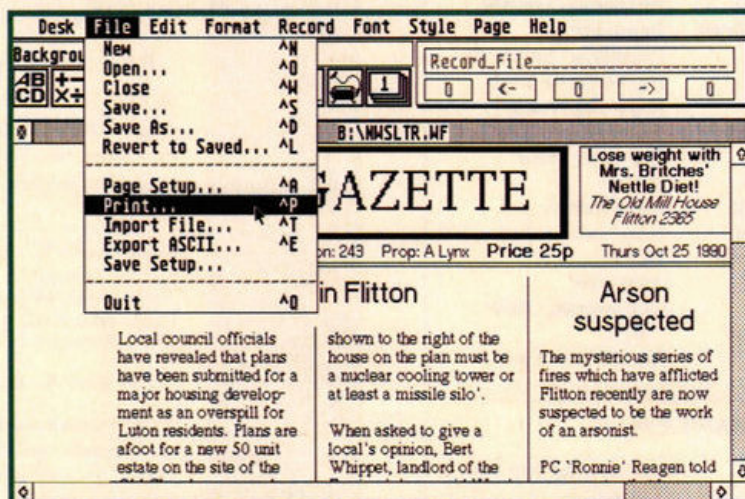 Desk File Edit Format Record Font Style Page Help
Backgrou
AB
CD
1
Record_File
0 <- 0 -> 0
New ^N
Open... ^O
Close ^W
Save... ^S
Save As... ^D
Revert to Saved... ^L
Page Setup... ^A
Print... ^P
Import File... ^T
Export ASCII... ^E
Save Setup...
Quit ^Q
B:\NWSLTR.WF
GAZETTE
Lose weight with
Mrs. Britches'
Nettle Diet!
The Old Mill House
Flitton 2365
on: 243 Prop: A Lynx Price 25p Thurs Oct 25 1990
in Flitton
Local council officials
have revealed that plans
have been submitted for a
major housing develop-
ment as an overspill for
Luton residents. Plans are
afoot for a new 50 unit
estate on the site of the
shown to the right of the
house on the plan must be
a nuclear cooling tower or
at least a missile silo'.
When asked to give a
local's opinion, Bert
Whippet, landlord of the
Arson
suspected
The mysterious series of
fires which have afflicted
Flitton recently are now
suspected to be the work
of an arsonist.
PC 'Ronnie' Reagen told